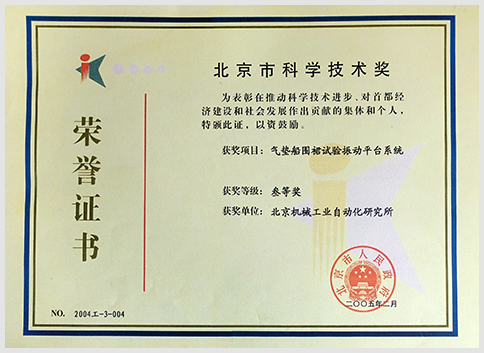 荣誉证书
北京市科学技术奖
为表彰在推动科学技术进步、对首都经
济建设和社会发展作出贡献的集体和个人，
特颁此证，以资鼓励。
获奖项目：气垫船围裙试验振动平台系统
获奖等级：叁等奖
获奖单位：北京机械工业自动化研究所
北京市人民政府
二〇〇五年二月
NO. 2004.工-3-004